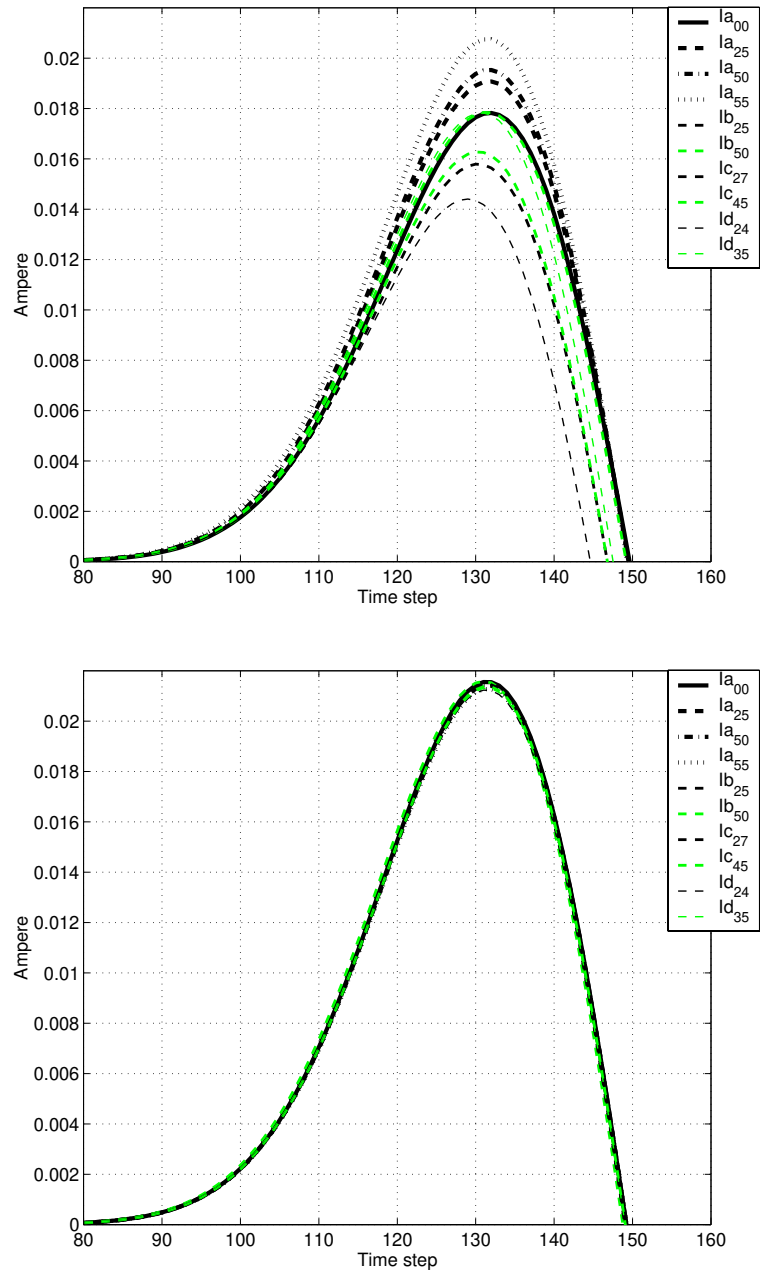 0.02
0.018
0.016
0.014
0.012
0.01
0.008
0.006
0.004
0.002
0
Ampere
80 90 100 110 120 130 140 150 160
Time step
Ia00
Ia25
Ia50
Ia55
Ib25
Ib50
Ic27
Ic45
Id24
Id35
0.02
0.018
0.016
0.014
0.012
0.01
0.008
0.006
0.004
0.002
0
Ampere
80 90 100 110 120 130 140 150 160
Time step
Ia00
Ia25
Ia50
Ia55
Ib25
Ib50
Ic27
Ic45
Id24
Id35